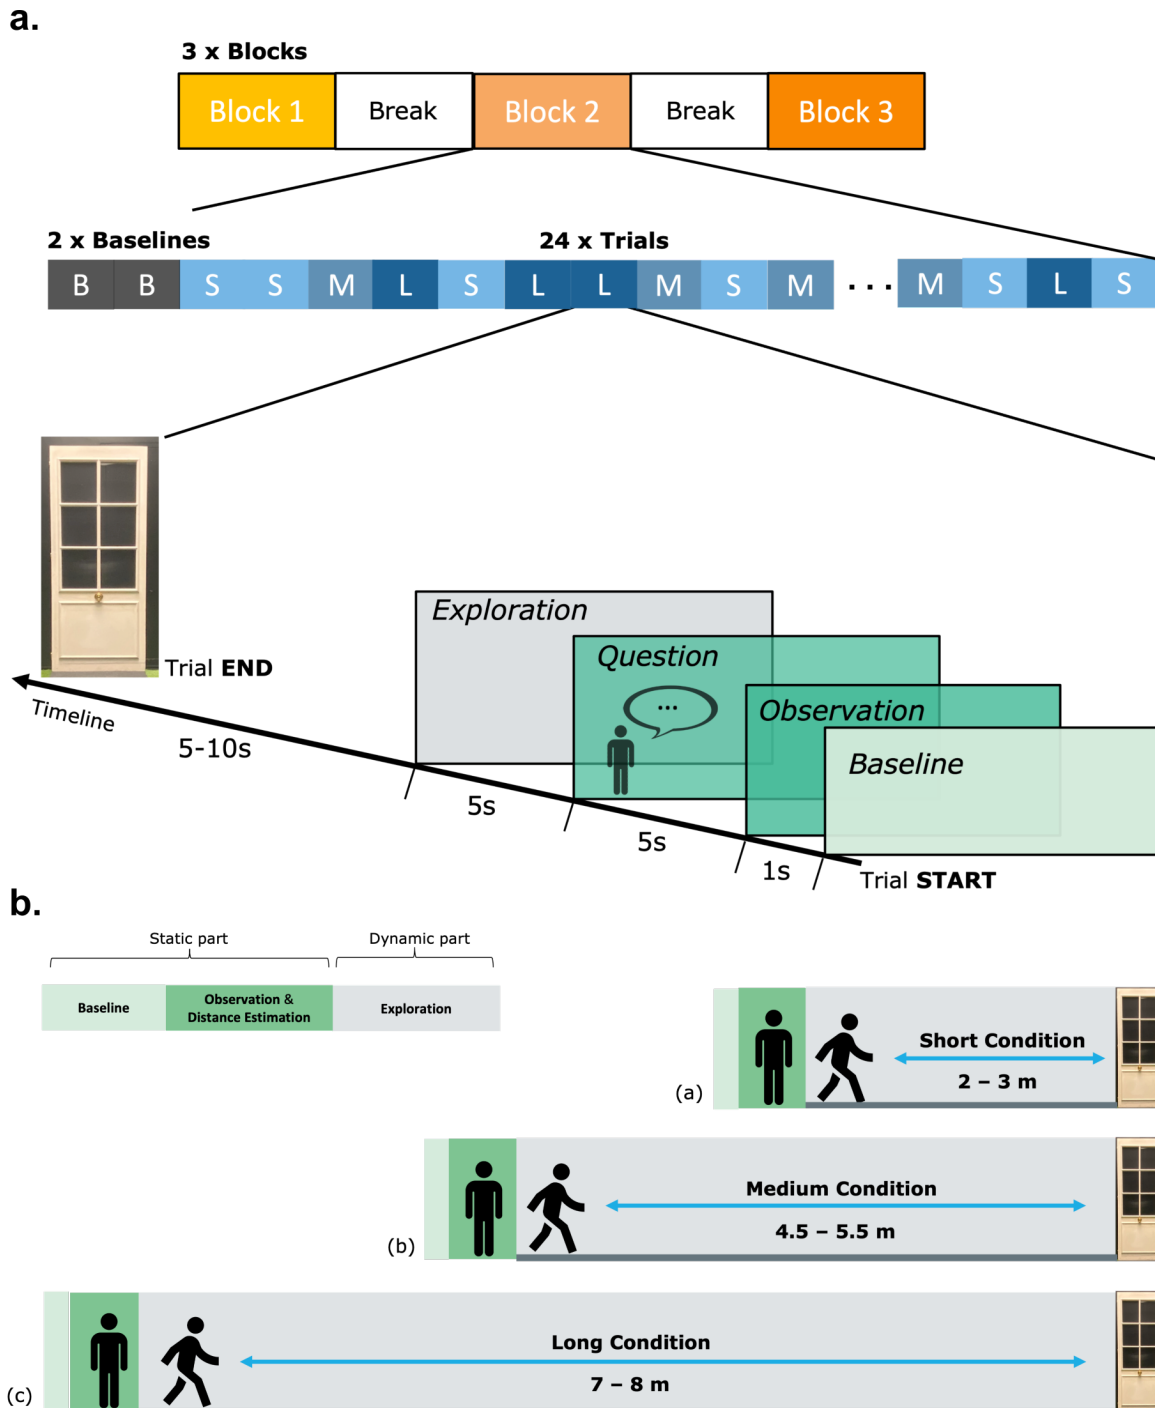 a.
3 x Blocks
Block 1 Break Block 2 Break Block 3
2 x Baselines 24 x Trials
B B S S M L S L L M S M ... M S L S
Exploration
Question
...
Observation
Baseline
Trial END
Timeline
5-10s
5s
5s
1s
Trial START
b.
Static part Dynamic part
Baseline
Observation &
Distance Estimation
Exploration
Short Condition
2 – 3 m
(a)
Medium Condition
4.5 – 5.5 m
(b)
Long Condition
7 – 8 m
(c)